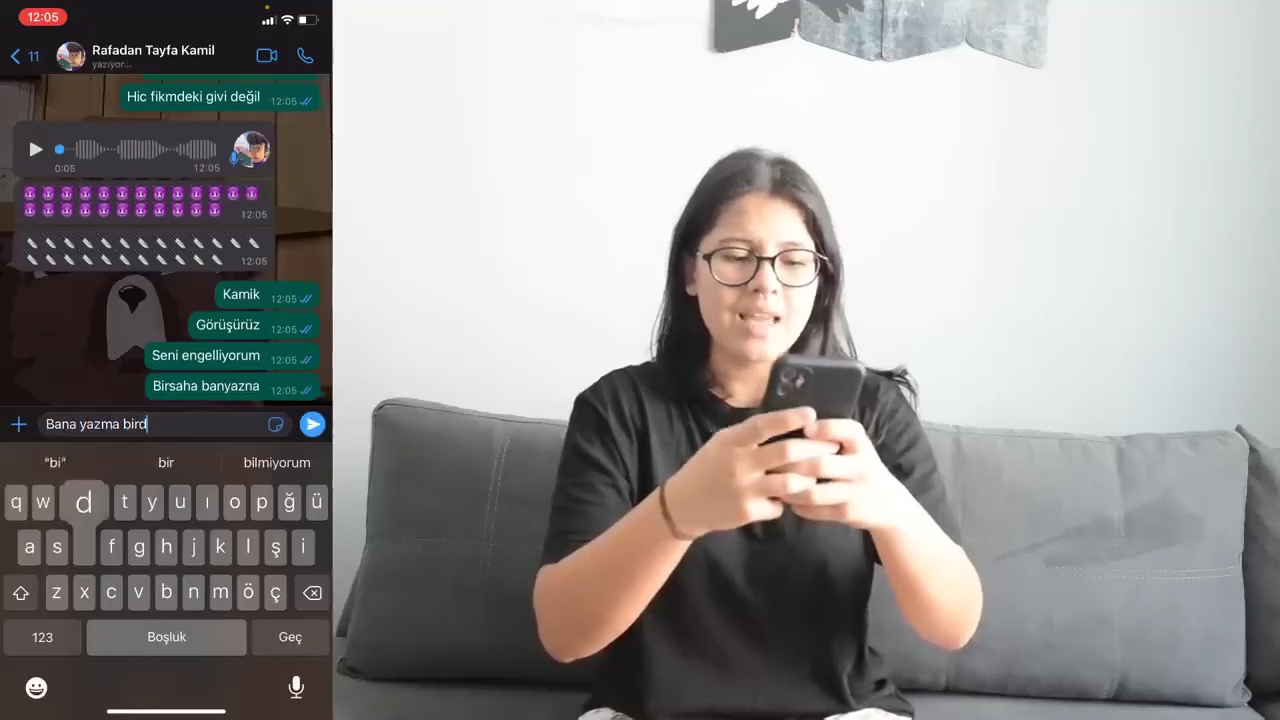 12:05
11
Rafadan Tayfa Kamil
yazıyor...
Hic fikmdeki givi değil 12:05
0:05 12:05
12:05
12:05
Kamik 12:05
Görüşürüz 12:05
Seni engelliyorum 12:05
Birsaha banyazna 12:05
Bana yazma bird
"bi" bir bilmiyorum
q w d t y u ı o p ğ ü
a s f g h j k l ş i
z x c v b n m ö ç
123 Boşluk Geç